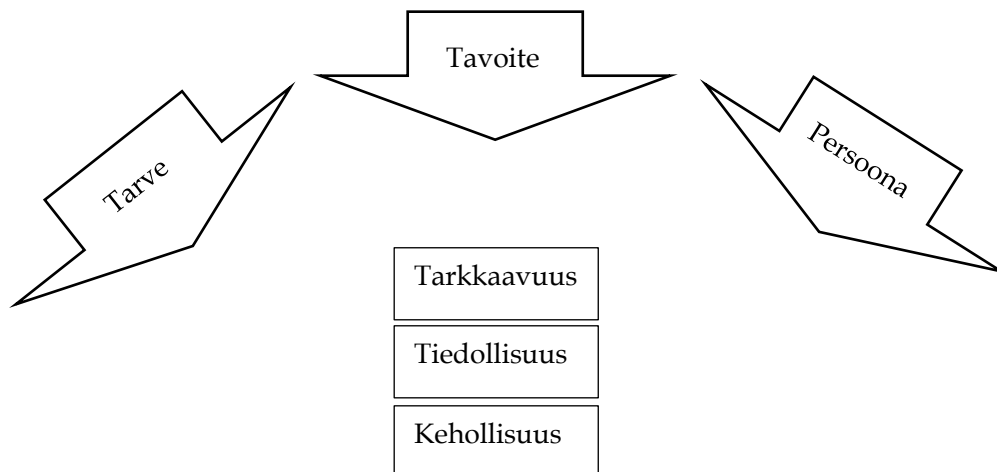 Tavoite
Tarve
Persoona
Tarkkaavuus
Tiedollisuus
Kehollisuus